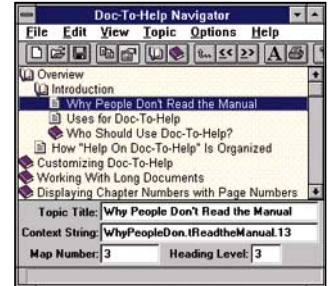 Doc-To-Help Navigator
File Edit View Topic Options Help
<< >> A
Overview
Introduction
Why People Don't Read the Manual
Uses for Doc-To-Help
Who Should Use Doc-To-Help?
How "Help On Doc-To-Help" Is Organized
Customizing Doc-To-Help
Working With Long Documents
Displaying Chapter Numbers with Page Numbers
Topic Title: Why People Don't Read the Manual
Context String: WhyPeopleDon.tReadtheManual.13
Map Number: 3 Heading Level: 3